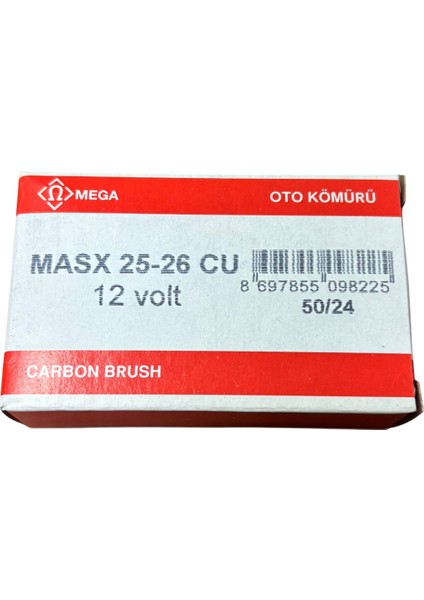 Ω MEGA
OTO KÖMÜRÜ
MASX 25-26 CU
12 volt
8 697855 098225
50/24
CARBON BRUSH